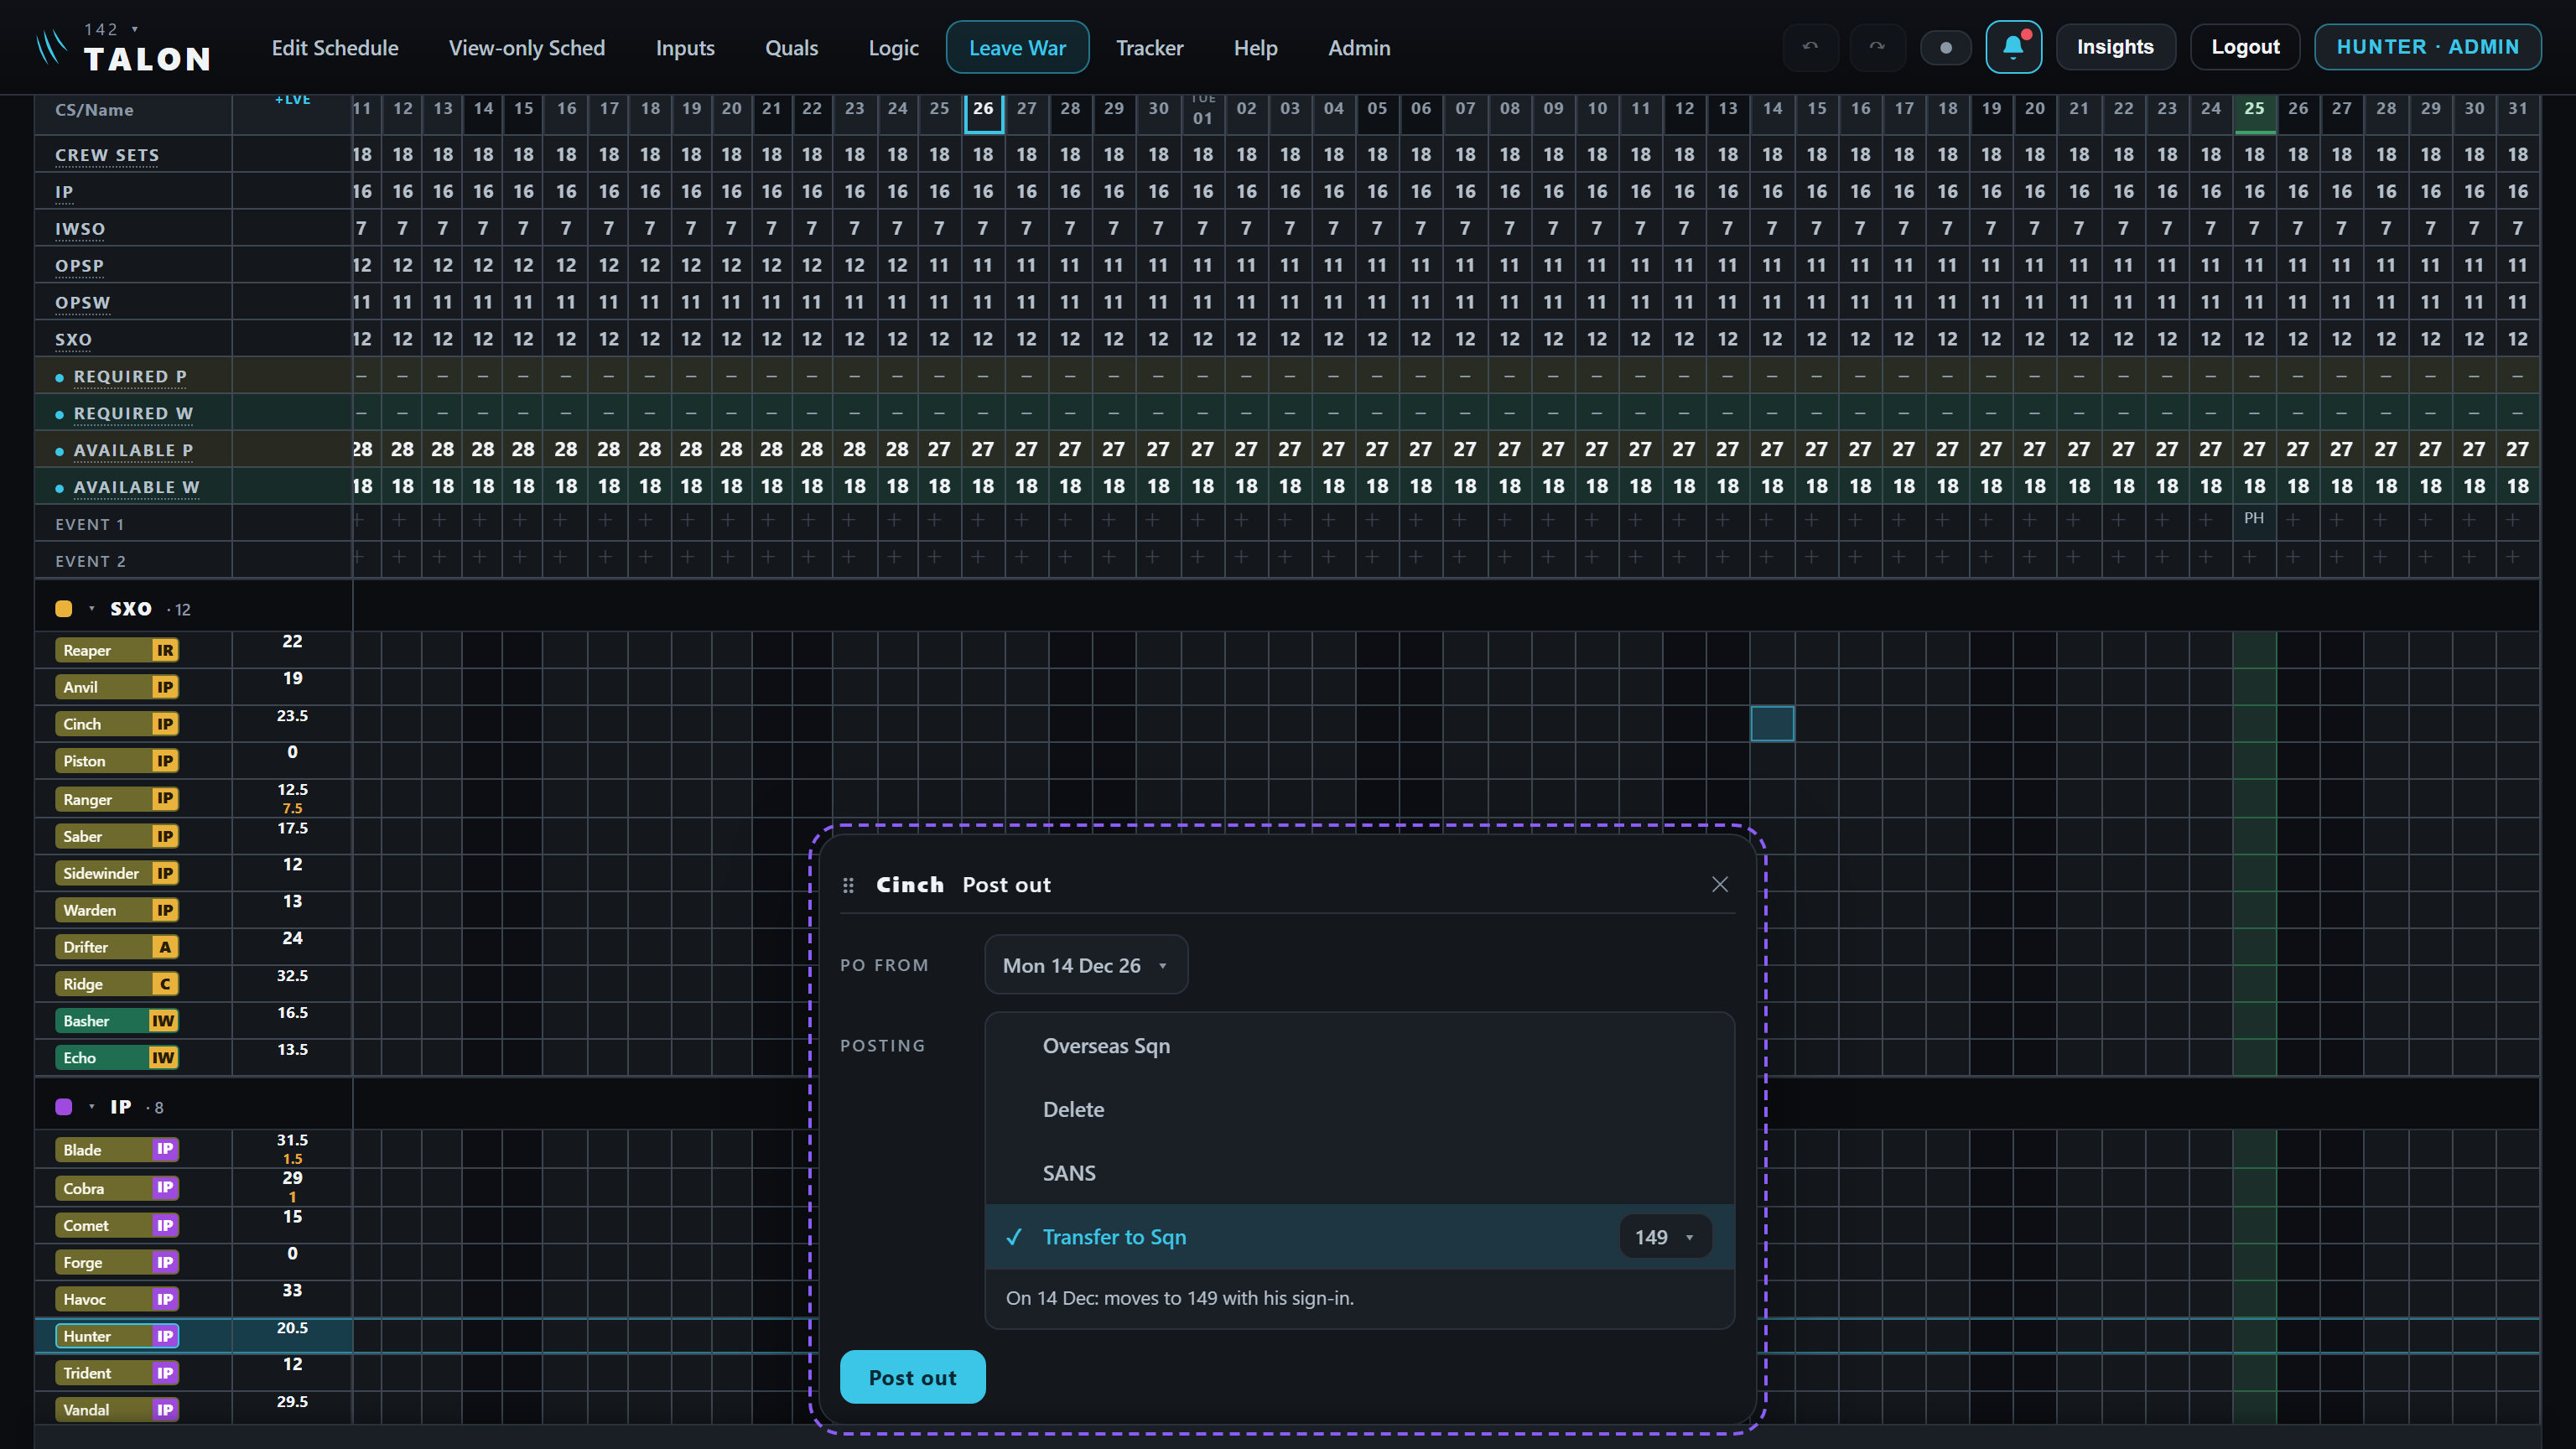 142 ▾
TALON
Edit Schedule View-only Sched Inputs Quals Logic Leave War Tracker Help Admin
Insights Logout HUNTER · ADMIN
CS/Name +LVE 11 12 13 14 15 16 17 18 19 20 21 22 23 24 25 26 27 28 29 30 TUE 01 02 03 04 05 06 07 08 09 10 11 12 13 14 15 16 17 18 19 20 21 22 23 24 25 26 27 28 29 30 31
CREW SETS 18 18 18 18 18 18 18 18 18 18 18 18 18 18 18 18 18 18 18 18 18 18 18 18 18 18 18 18 18 18 18 18 18 18 18 18 18 18 18 18 18 18 18 18 18 18 18 18 18 18 18
IP 16 16 16 16 16 16 16 16 16 16 16 16 16 16 16 16 16 16 16 16 16 16 16 16 16 16 16 16 16 16 16 16 16 16 16 16 16 16 16 16 16 16 16 16 16 16 16 16 16 16 16
IWSO 7 7 7 7 7 7 7 7 7 7 7 7 7 7 7 7 7 7 7 7 7 7 7 7 7 7 7 7 7 7 7 7 7 7 7 7 7 7 7 7 7 7 7 7 7 7 7 7 7 7 7
OPSP 12 12 12 12 12 12 12 12 12 12 12 12 12 12 11 11 11 11 11 11 11 11 11 11 11 11 11 11 11 11 11 11 11 11 11 11 11 11 11 11 11 11 11 11 11 11 11 11 11 11 11
OPSW 11 11 11 11 11 11 11 11 11 11 11 11 11 11 11 11 11 11 11 11 11 11 11 11 11 11 11 11 11 11 11 11 11 11 11 11 11 11 11 11 11 11 11 11 11 11 11 11 11 11 11
SXO 12 12 12 12 12 12 12 12 12 12 12 12 12 12 12 12 12 12 12 12 12 12 12 12 12 12 12 12 12 12 12 12 12 12 12 12 12 12 12 12 12 12 12 12 12 12 12 12 12 12 12
REQUIRED P – – – – – – – – – – – – – – – – – – – – – – – – – – – – – – – – – – – – – – – – – – – – – – – – – – –
REQUIRED W – – – – – – – – – – – – – – – – – – – – – – – – – – – – – – – – – – – – – – – – – – – – – – – – – – –
AVAILABLE P 28 28 28 28 28 28 28 28 28 28 28 28 28 28 27 27 27 27 27 27 27 27 27 27 27 27 27 27 27 27 27 27 27 27 27 27 27 27 27 27 27 27 27 27 27 27 27 27 27 27 27
AVAILABLE W 18 18 18 18 18 18 18 18 18 18 18 18 18 18 18 18 18 18 18 18 18 18 18 18 18 18 18 18 18 18 18 18 18 18 18 18 18 18 18 18 18 18 18 18 18 18 18 18 18 18 18
EVENT 1 + + + + + + + + + + + + + + + + + + + + + + + + + + + + + + + + + + + + + + + + + + + + PH + + + + + +
EVENT 2 + + + + + + + + + + + + + + + + + + + + + + + + + + + + + + + + + + + + + + + + + + + + + + + + + + +
▾ SXO · 12
Reaper IR 22
Anvil IP 19
Cinch IP 23.5
Piston IP 0
Ranger IP 12.5
7.5
Saber IP 17.5
Sidewinder IP 12
Warden IP 13
Drifter A 24
Ridge C 32.5
Basher IW 16.5
Echo IW 13.5
▾ IP · 8
Blade IP 31.5
1.5
Cobra IP 29
1
Comet IP 15
Forge IP 0
Havoc IP 33
Hunter IP 20.5
Trident IP 12
Vandal IP 29.5
Cinch Post out
PO FROM Mon 14 Dec 26 ▾
POSTING Overseas Sqn
Delete
SANS
✓ Transfer to Sqn 149 ▾
On 14 Dec: moves to 149 with his sign-in.
Post out